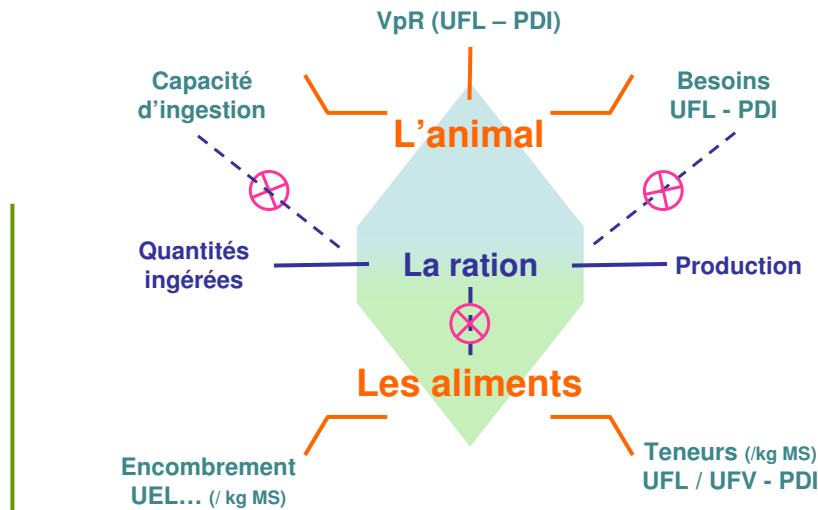 VpR (UFL – PDI)
Capacité
d'ingestion
Besoins
UFL - PDI
L'animal
Quantités
ingérées
La ration
Production
Les aliments
Encombrement
UEL... (/ kg MS)
Teneurs (/kg MS)
UFL / UFV - PDI